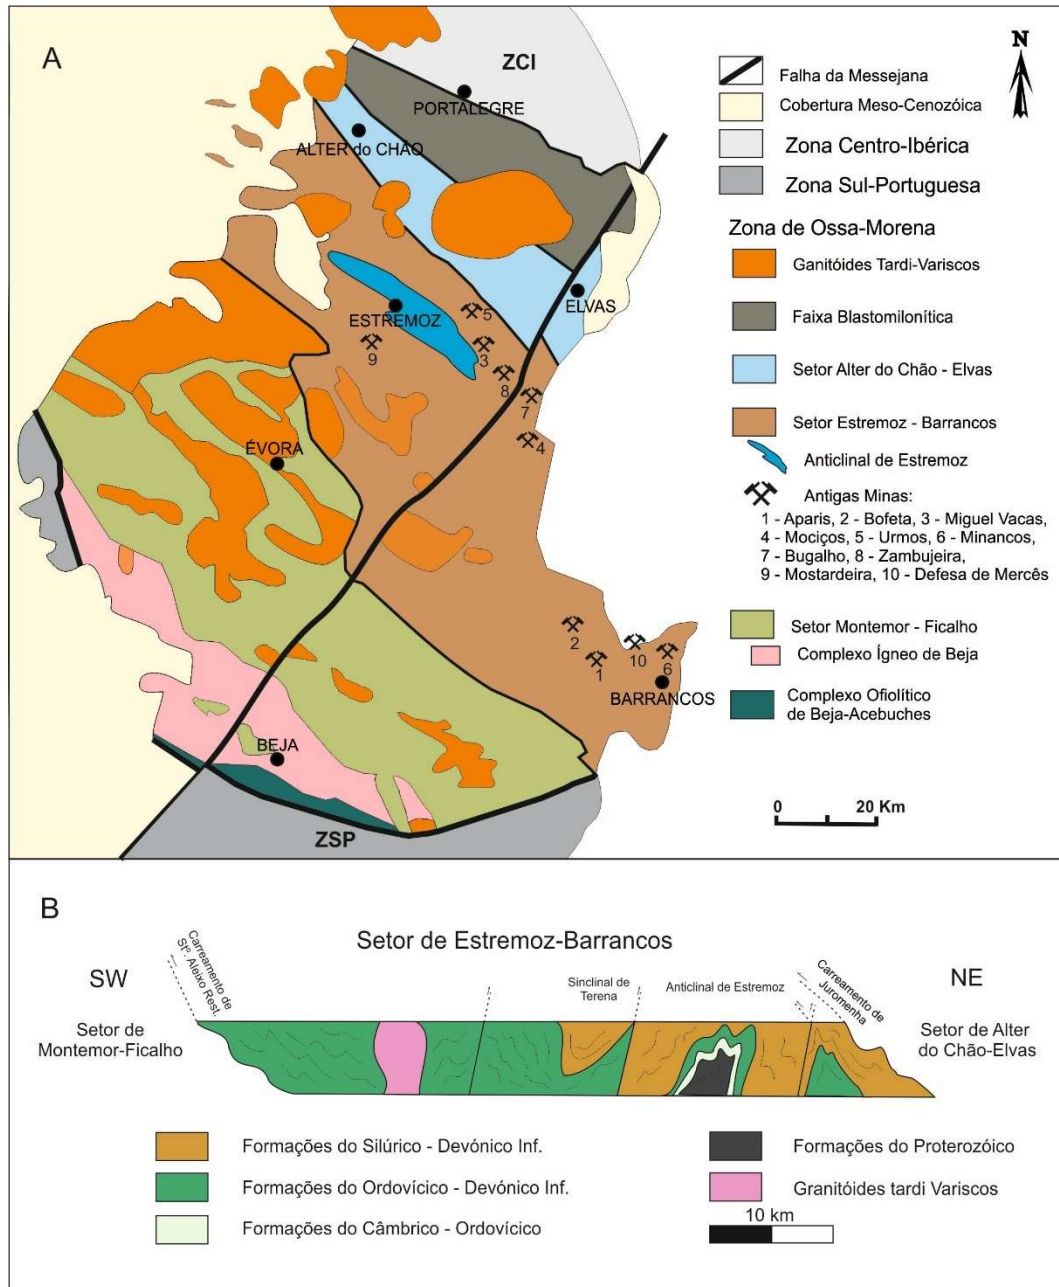 A
N
ZCI
PORTALEGRE
ALTER do CHÃO
ELVAS
ESTREMOZ
5
3
9
8
7
4
ÉVORA
2
1
10
6
BARRANCOS
BEJA
ZSP
Falha da Messejana
Cobertura Meso-Cenozóica
Zona Centro-Ibérica
Zona Sul-Portuguesa
Zona de Ossa-Morena
Ganitóides Tardi-Variscos
Faixa Blastomilonítica
Setor Alter do Chão - Elvas
Setor Estremoz - Barrancos
Anticlinal de Estremoz
Antigas Minas:
1 - Aparis, 2 - Bofeta, 3 - Miguel Vacas,
4 - Mociços, 5 - Urmos, 6 - Minancos,
7 - Bugalho, 8 - Zambujeira,
9 - Mostardeira, 10 - Defesa de Mercês
Setor Montemor - Ficalho
Complexo Ígneo de Beja
Complexo Ofiolítico
de Beja-Acebuches
0 20 Km
B
Setor de Estremoz-Barrancos
SW
NE
Carreamento de
Stº. Aleixo Rest.
Sinclinal de
Terena
Anticlinal de Estremoz
Carreamento de
Juromenha
Setor de
Montemor-Ficalho
Setor de Alter
do Chão-Elvas
Formações do Silúrico - Devónico Inf.
Formações do Ordovícico - Devónico Inf.
Formações do Câmbrico - Ordovícico
Formações do Proterozóico
Granitóides tardi Variscos
10 km